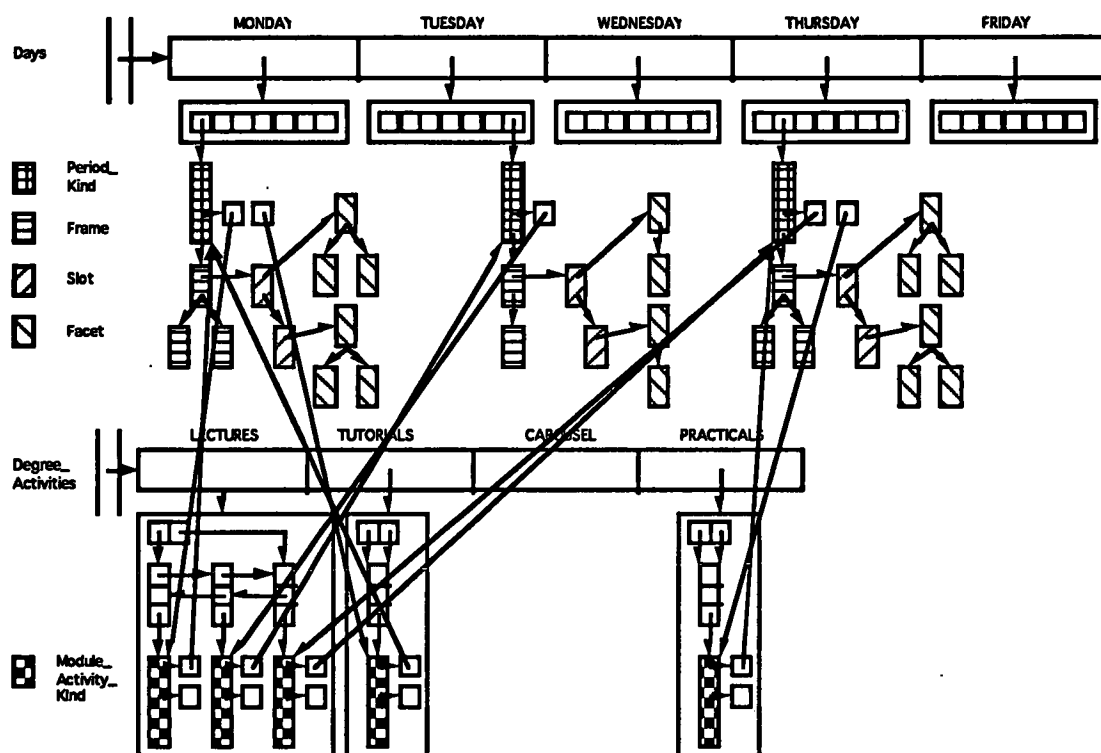 MONDAY TUESDAY WEDNESDAY THURSDAY FRIDAY
Days
Period_
Kind
Frame
Slot
Facet
LECTURES TUTORIALS CAROUSEL PRACTICALS
Degree_
Activities
Module_
Activity_
Kind